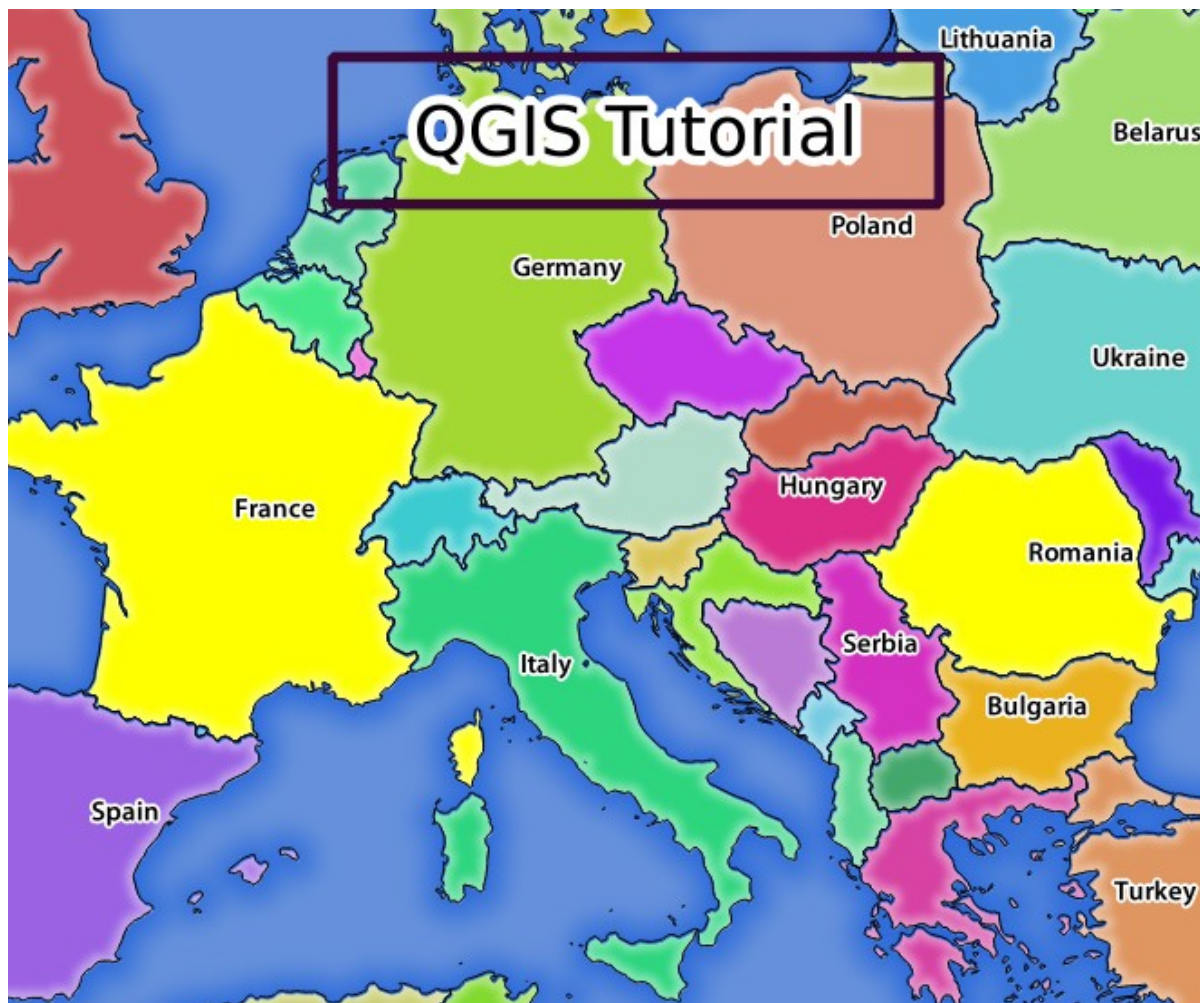 Lithuania
QGIS Tutorial
Belarus
Poland
Germany
Ukraine
Hungary
France
Romania
Serbia
Italy
Bulgaria
Spain
Turkey